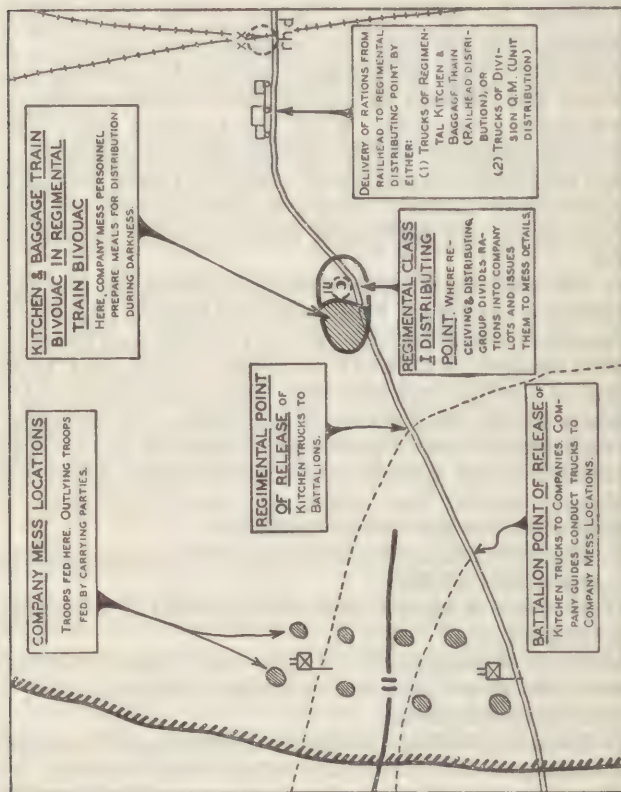 COMPANY MESS LOCATIONS
TROOPS FED HERE. OUTLYING TROOPS
FED BY CARRYING PARTIES.
KITCHEN & BAGGAGE TRAIN
BIVOUAC IN REGIMENTAL
TRAIN BIVOUAC
HERE, COMPANY MESS PERSONNEL
PREPARE MEALS FOR DISTRIBUTION
DURING DARKNESS.
XX
rhd
REGIMENTAL POINT
OF RELEASE OF
KITCHEN TRUCKS TO
BATTALIONS.
REGIMENTAL CLASS
I DISTRIBUTING
POINT. WHERE RE-
CEIVING & DISTRIBUTING
GROUP DIVIDES RA-
TIONS INTO COMPANY
LOTS AND ISSUES
THEM TO MESS DETAILS.
DELIVERY OF RATIONS FROM
RAILHEAD TO REGIMENTAL
DISTRIBUTING POINT BY
EITHER:
(1) TRUCKS OF REGIMEN-
TAL KITCHEN &
BAGGAGE TRAIN
(RAILHEAD DISTRI-
BUTION), OR
(2) TRUCKS OF DIVI-
SION Q.M. (UNIT
DISTRIBUTION)
BATTALION POINT OF RELEASE OF
KITCHEN TRUCKS TO COMPANIES. COM-
PANY GUIDES CONDUCT TRUCKS TO
COMPANY MESS LOCATIONS.